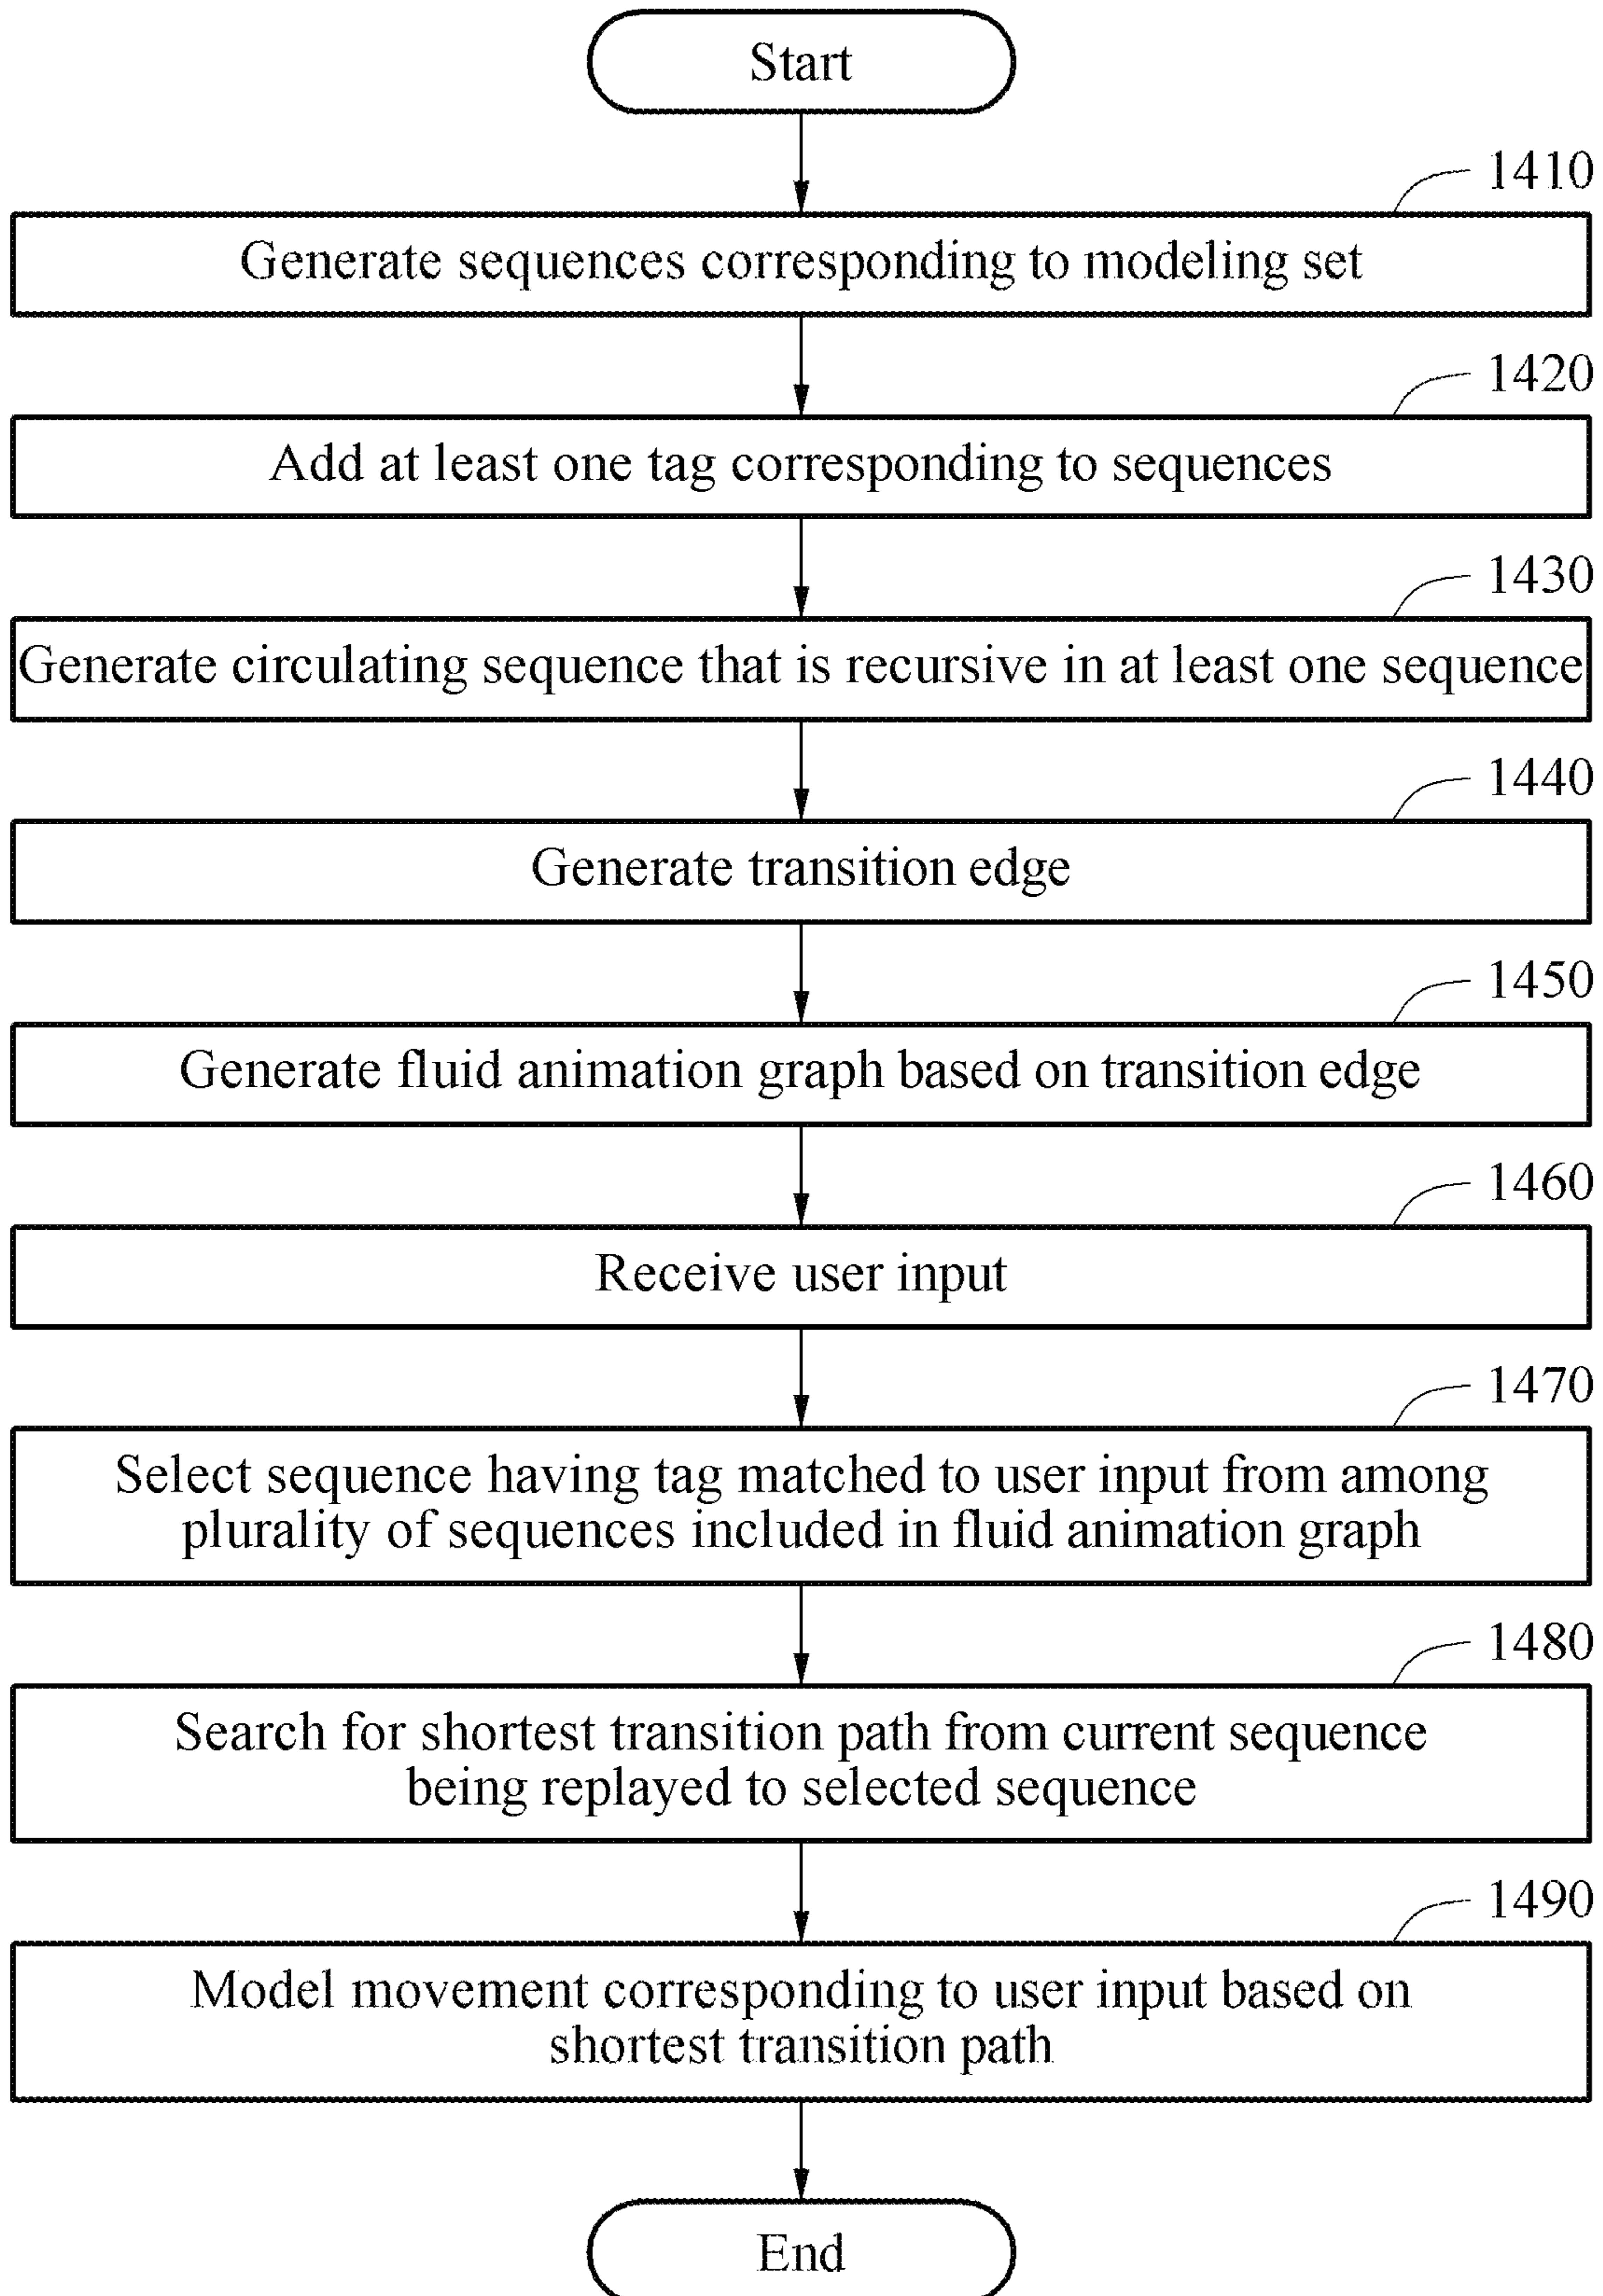 Start
1410
Generate sequences corresponding to modeling set
1420
Add at least one tag corresponding to sequences
1430
Generate circulating sequence that is recursive in at least one sequence
1440
Generate transition edge
1450
Generate fluid animation graph based on transition edge
1460
Receive user input
1470
Select sequence having tag matched to user input from among
plurality of sequences included in fluid animation graph
1480
Search for shortest transition path from current sequence
being replayed to selected sequence
1490
Model movement corresponding to user input based on
shortest transition path
End